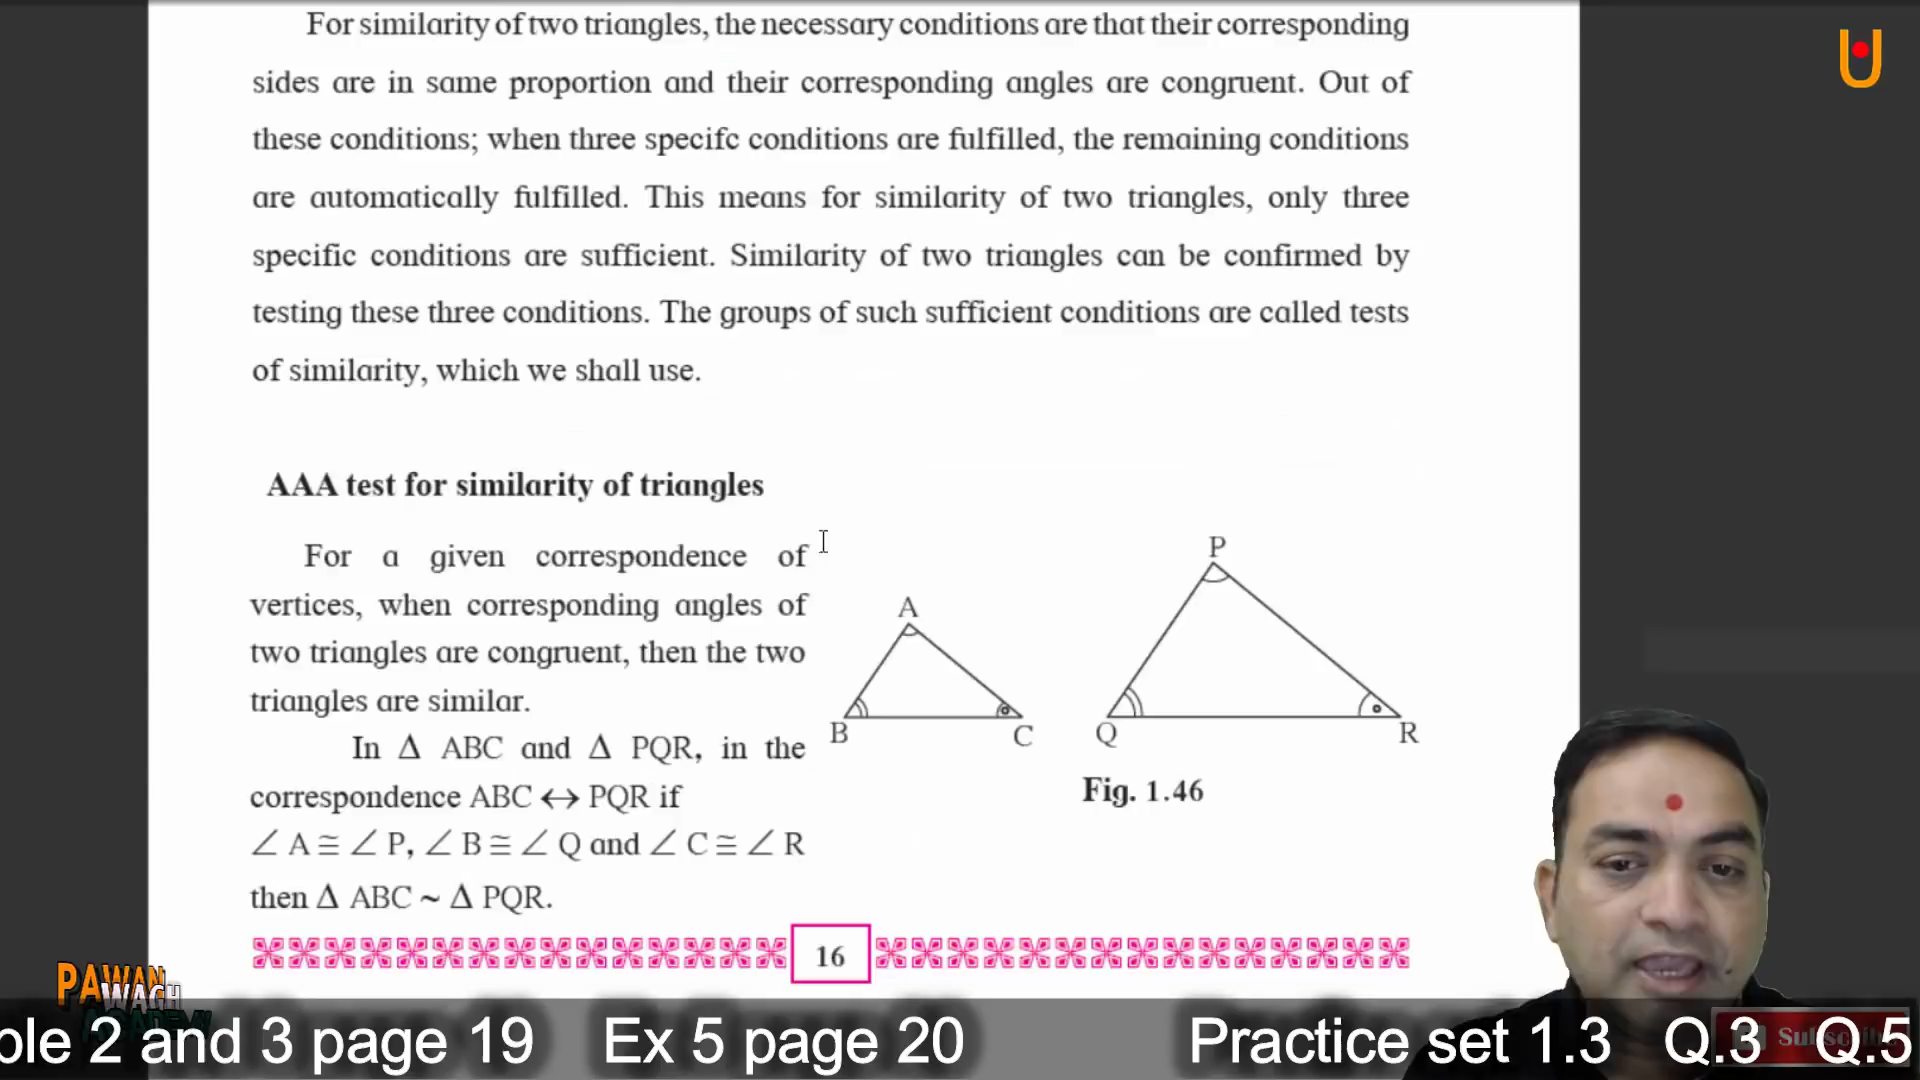 For similarity of two triangles, the necessary conditions are that their corresponding
sides are in same proportion and their corresponding angles are congruent. Out of
these conditions; when three specifc conditions are fulfilled, the remaining conditions
are automatically fulfilled. This means for similarity of two triangles, only three
specific conditions are sufficient. Similarity of two triangles can be confirmed by
testing these three conditions. The groups of such sufficient conditions are called tests
of similarity, which we shall use.
AAA test for similarity of triangles
For a given correspondence of
vertices, when corresponding angles of
two triangles are congruent, then the two
triangles are similar.
In Δ ABC and Δ PQR, in the
correspondence ABC ↔ PQR if
∠ A ≅ ∠ P, ∠ B ≅ ∠ Q and ∠ C ≅ ∠ R
then Δ ABC ~ Δ PQR.
A
B
C
P
Q
R
Fig. 1.46
16
PAWAN
WAGH
ACADEMY
ple 2 and 3 page 19 Ex 5 page 20 Practice set 1.3 Q.3 Q.5